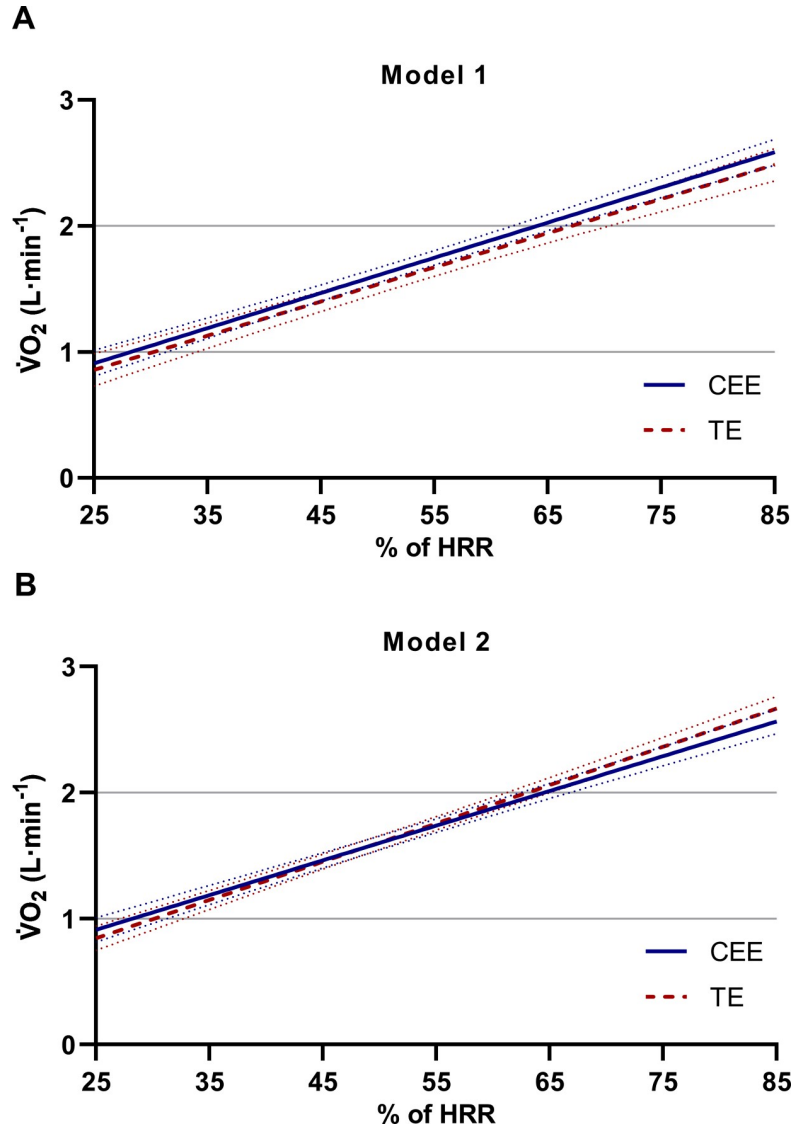 A
Model 1
3
2
1
0
V̇O₂ (L·min⁻¹)
CEE
TE
25 35 45 55 65 75 85
% of HRR
B
Model 2
3
2
1
0
V̇O₂ (L·min⁻¹)
CEE
TE
25 35 45 55 65 75 85
% of HRR